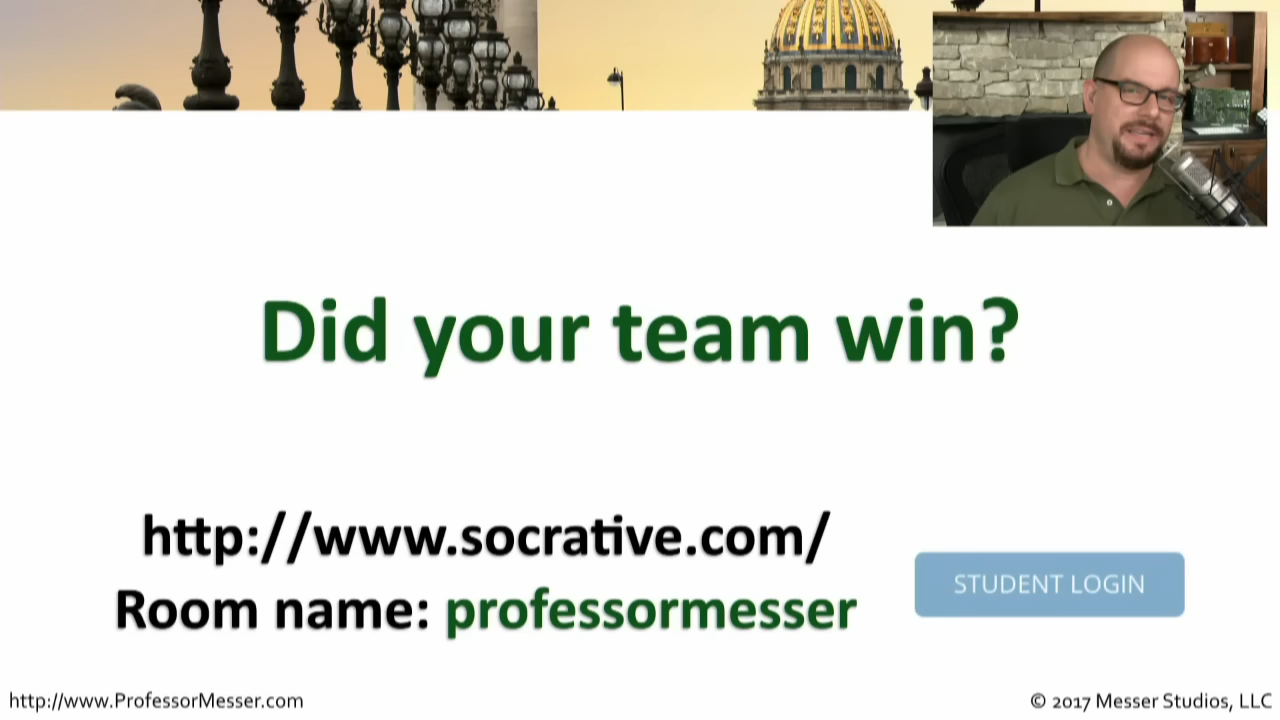 Did your team win?
http://www.socrative.com/
Room name: professormesser
STUDENT LOGIN
http://www.ProfessorMesser.com
© 2017 Messer Studios, LLC